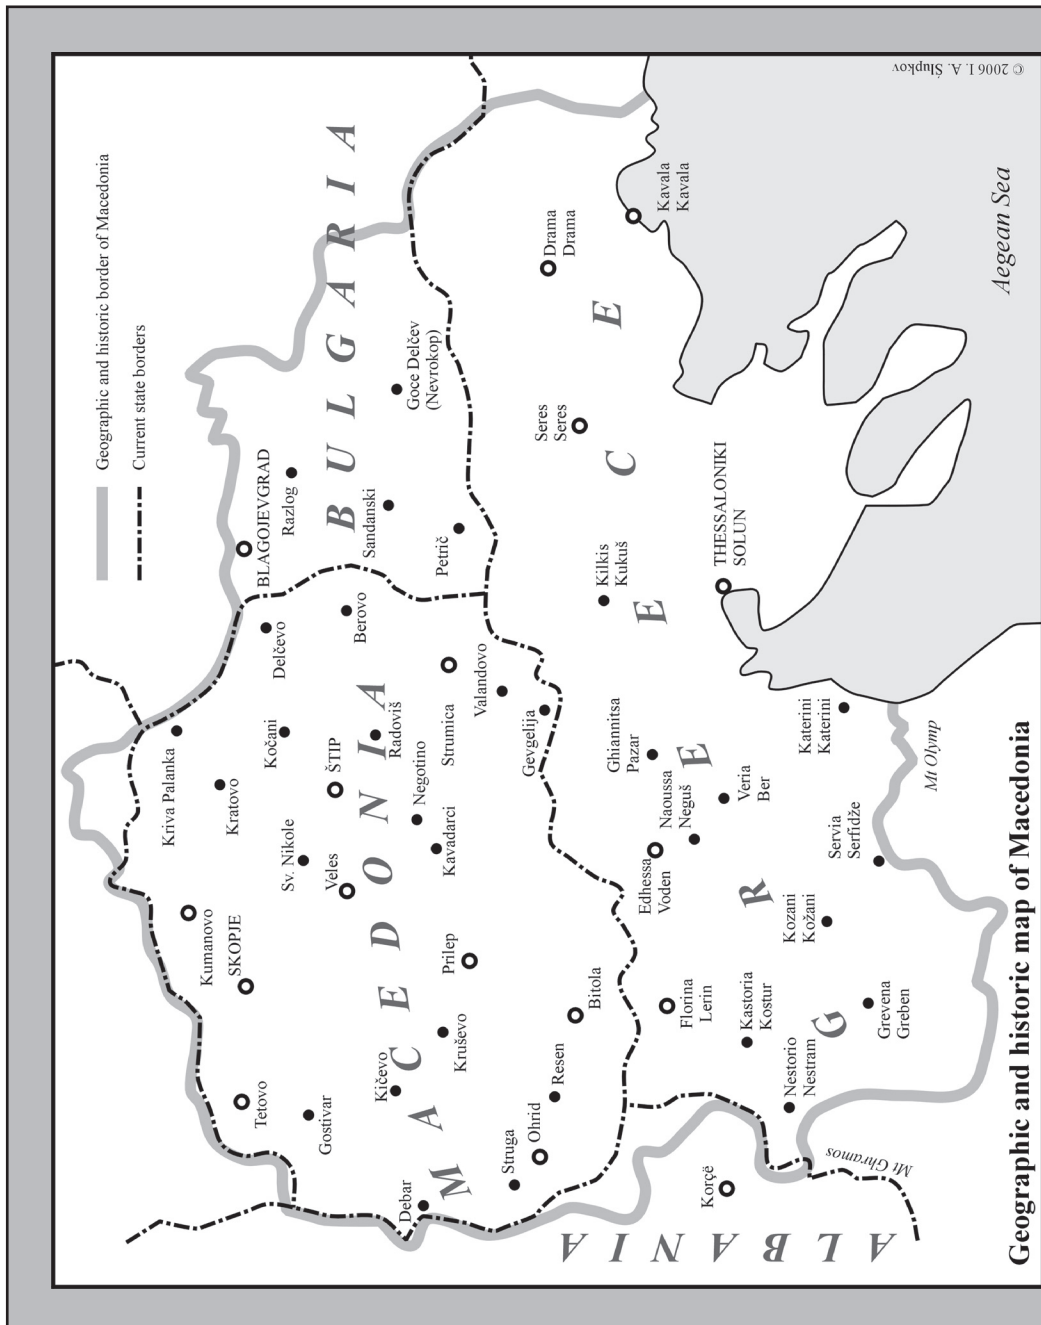 © 2006 I. A. Ślupkov
Geographic and historic border of Macedonia
Current state borders
BULGARIA
MACEDONIA
GREECE
ALBANIA
Aegean Sea
Kriva Palanka
Kratovo
Kumanovo
SKOPJE
Tetovo
Gostivar
Delčevo
Kočani
Sv. Nikole
ŠTIP
Veles
Berovo
Radoviš
Negotino
Kavadarci
Strumica
Valandovo
Gevgelija
Prilep
Kičevo
Kruševo
Debar
Struga
Ohrid
Resen
Bitola
BLAGOJEVGRAD
Razlog
Sandanski
Petrič
Goce Delčev
(Nevrokop)
Drama
Drama
Kavala
Kavala
Seres
Seres
Kilkis
Kukuš
THESSALONIKI
SOLUN
Ghiannitsa
Pazar
Edhessa
Voden
Naoussa
Neguš
Veria
Ber
Katerini
Katerini
Servia
Serfidže
Kozani
Kožani
Florina
Lerin
Kastoria
Kostur
Grevena
Greben
Nestorio
Nestram
Korçë
Mt Ghramos
Mt Olymp
Geographic and historic map of Macedonia